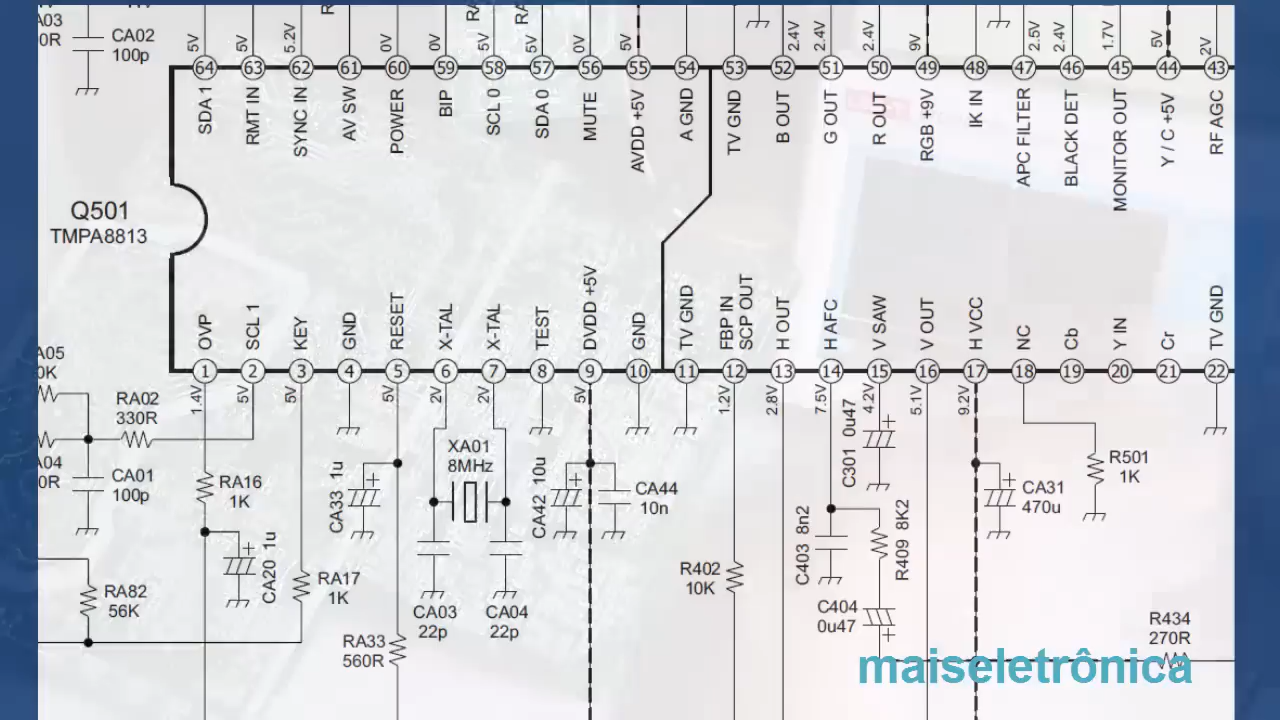 A03
0R
CA02
100p
5V
5V
5.2V
R
0V
0V
RA
5V
RA
5V
0V
5V
2.4V
2.4V
2.4V
9V
2.5V
2.4V
1.7V
5V
2V
64 63 62 61 60 59 58 57 56 55 54 53 52 51 50 49 48 47 46 45 44 43
SDA 1
RMT IN
SYNC IN
AV SW
POWER
BIP
SCL 0
SDA 0
MUTE
AVDD +5V
A GND
TV GND
B OUT
G OUT
R OUT
RGB +9V
IK IN
APC FILTER
BLACK DET
MONITOR OUT
Y / C +5V
RF AGC
Q501
TMPA8813
OVP
SCL 1
KEY
GND
RESET
X-TAL
X-TAL
TEST
DVDD +5V
GND
TV GND
FBP IN
SCP OUT
H OUT
H AFC
V SAW
V OUT
H VCC
NC
Cb
Y IN
Cr
TV GND
1 2 3 4 5 6 7 8 9 10 11 12 13 14 15 16 17 18 19 20 21 22
1.4V
5V
5V
5V
2V
2V
5V
1.2V
2.8V
7.5V
4.2V
5.1V
9.2V
A05
0K
RA02
330R
A04
0R
CA01
100p
RA16
1K
CA20 1u
RA82
56K
RA17
1K
CA33 1u
RA33
560R
XA01
8MHz
CA03
22p
CA04
22p
CA42 10u
CA44
10n
R402
10K
C301 0u47
C403 8n2
R409 8K2
C404
0u47
CA31
470u
R501
1K
R434
270R
maiseletrônica